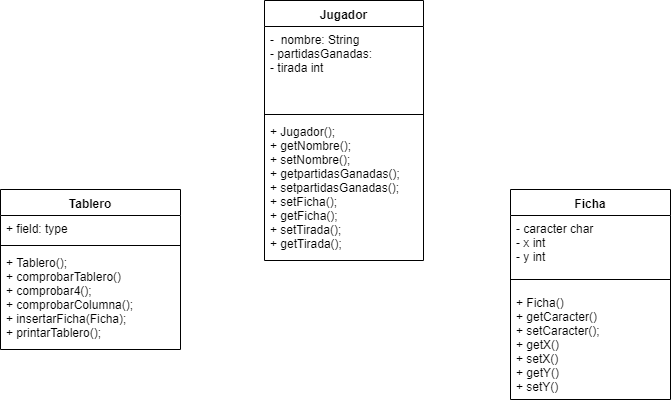 Jugador
- nombre: String
- partidasGanadas:
- tirada int
+ Jugador();
+ getNombre();
+ setNombre();
+ getpartidasGanadas();
+ setpartidasGanadas();
+ setFicha();
+ getFicha();
+ setTirada();
+ getTirada();
Tablero
+ field: type
+ Tablero();
+ comprobarTablero()
+ comprobar4();
+ comprobarColumna();
+ insertarFicha(Ficha);
+ printarTablero();
Ficha
- caracter char
- x int
- y int
+ Ficha()
+ getCaracter()
+ setCaracter();
+ getX()
+ setX()
+ getY()
+ setY()